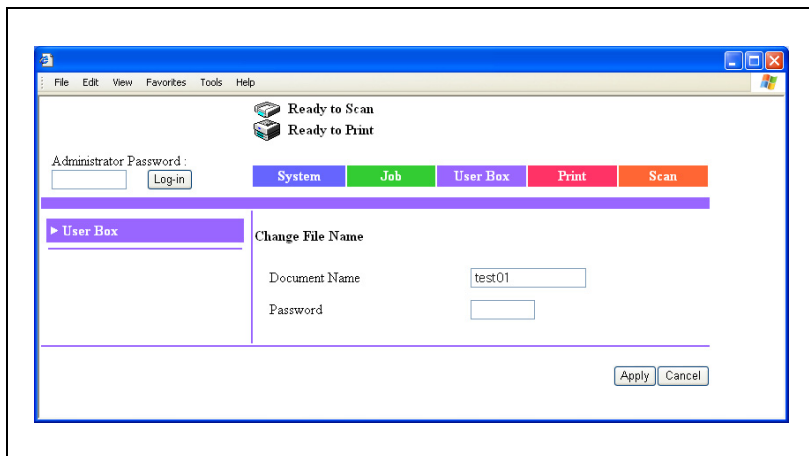 File Edit View Favorites Tools Help
Ready to Scan
Ready to Print
Administrator Password :
Log-in
System Job User Box Print Scan
User Box
Change File Name
Document Name test01
Password
Apply Cancel